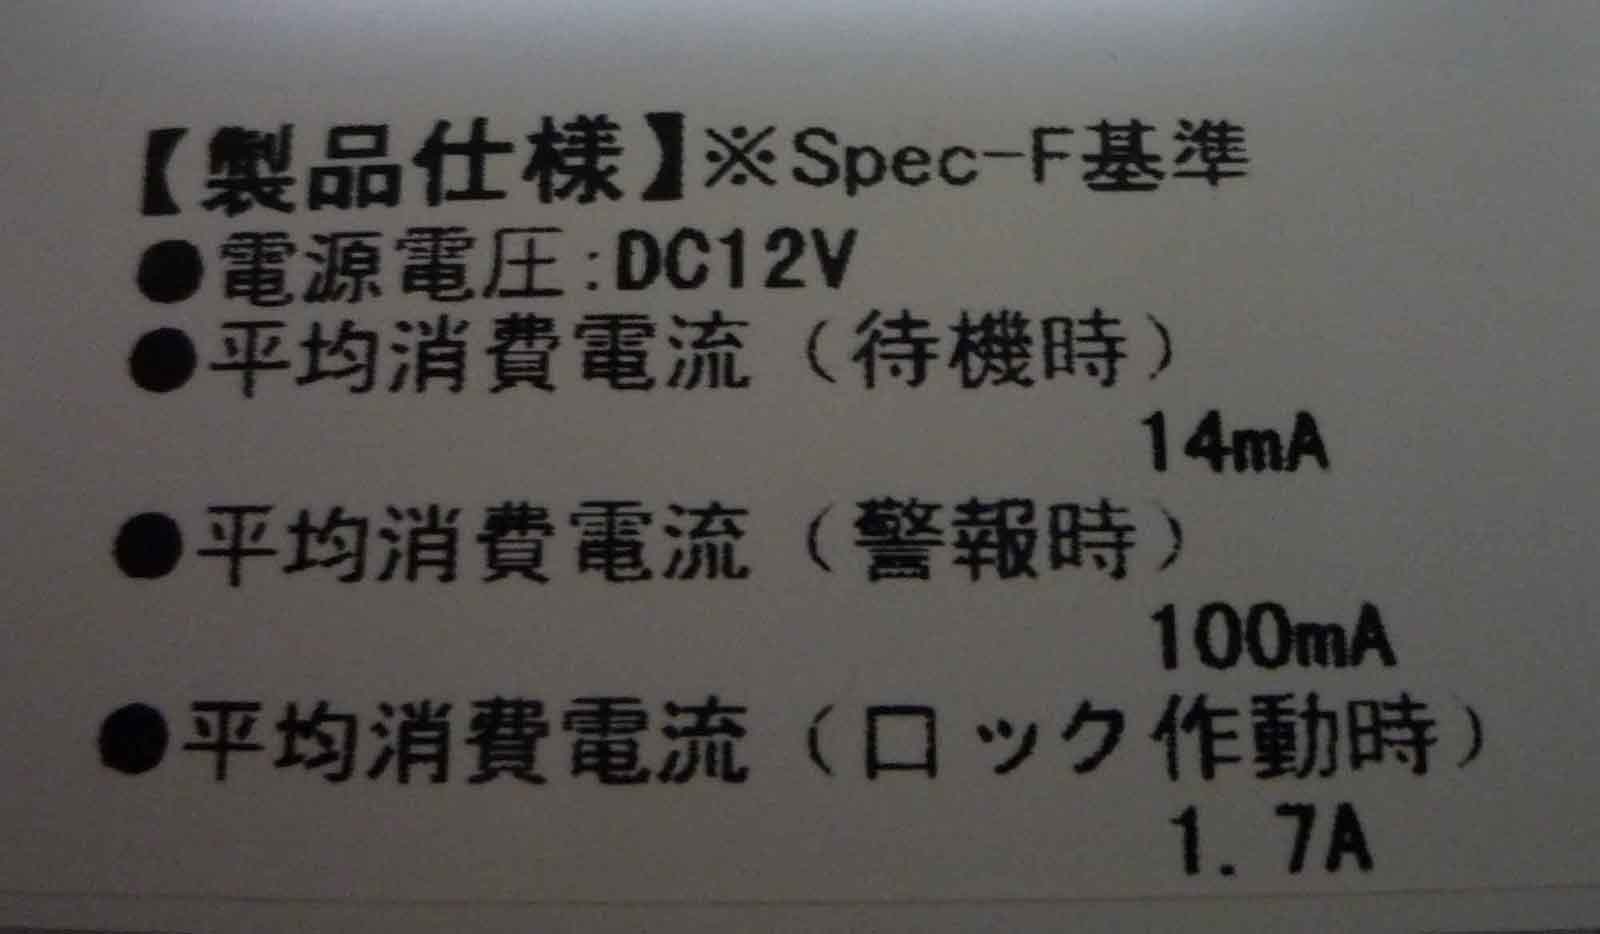 【製品仕様】※Spec-F基準
●電源電圧:DC12V
●平均消費電流(待機時)
14mA
●平均消費電流(警報時)
100mA
●平均消費電流(ロック作動時)
1.7A